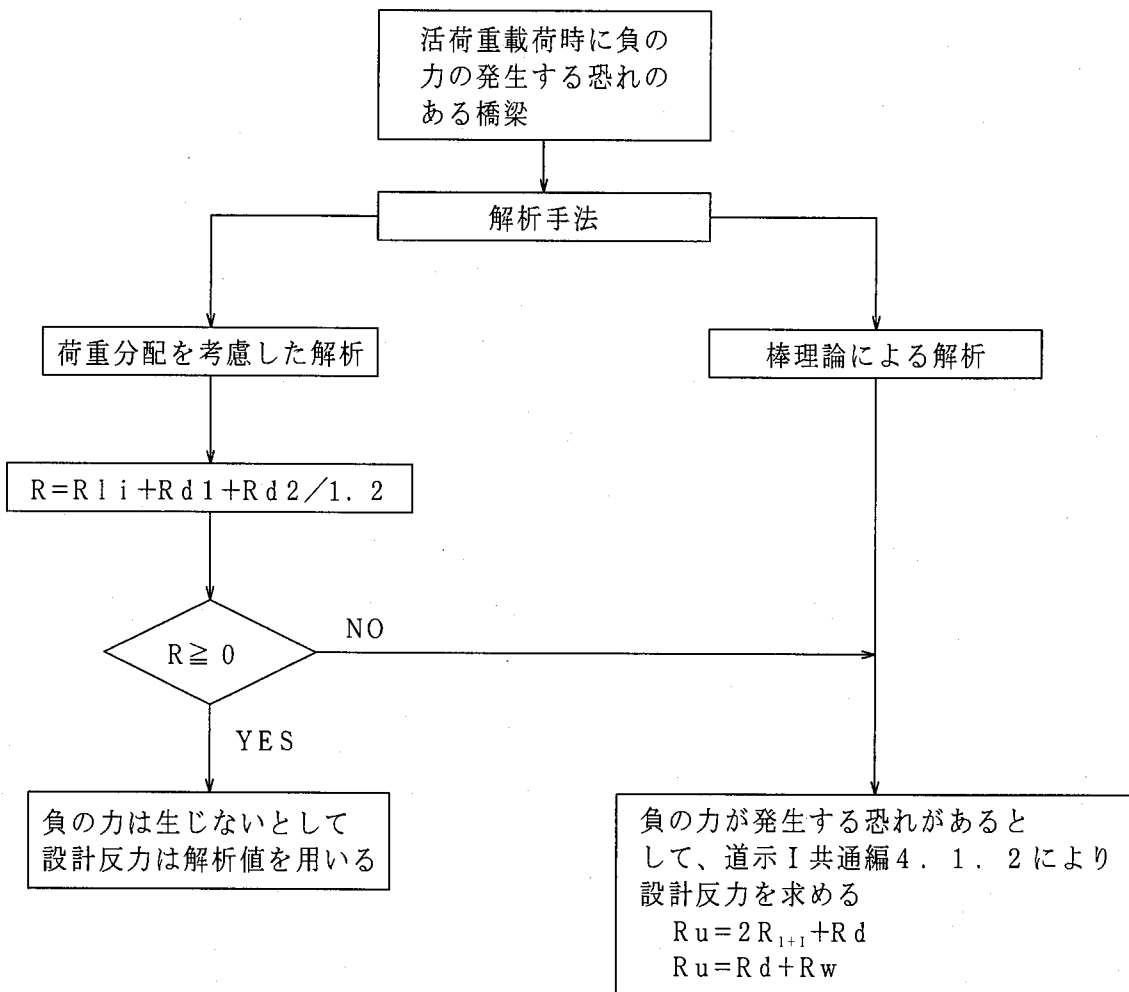 活荷重載荷時に負の
力の発生する恐れの
ある橋梁
解析手法
荷重分配を考慮した解析
棒理論による解析
R=Rli+Rd1+Rd2/1.2
R≧0
NO
YES
負の力は生じないとして
設計反力は解析値を用いる
負の力が発生する恐れがあると
して、道示Ⅰ共通編4.1.2により
設計反力を求める
Ru=2R₁₊ᵢ+Rd
Ru=Rd+Rw